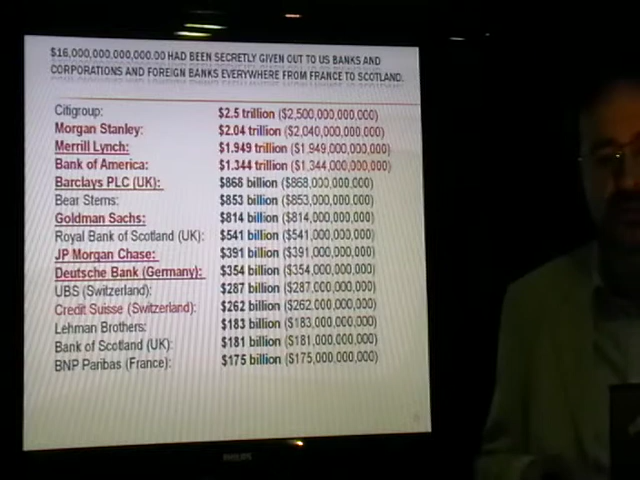 $16,000,000,000,000.00 HAD BEEN SECRETLY GIVEN OUT TO US BANKS AND
CORPORATIONS AND FOREIGN BANKS EVERYWHERE FROM FRANCE TO SCOTLAND.
Citigroup: $2.5 trillion ($2,500,000,000,000)
Morgan Stanley: $2.04 trillion ($2,040,000,000,000)
Merrill Lynch: $1.949 trillion ($1,949,000,000,000)
Bank of America: $1.344 trillion ($1,344,000,000,000)
Barclays PLC (UK): $868 billion ($868,000,000,000)
Bear Sterns: $853 billion ($853,000,000,000)
Goldman Sachs: $814 billion ($814,000,000,000)
Royal Bank of Scotland (UK): $541 billion ($541,000,000,000)
JP Morgan Chase: $391 billion ($391,000,000,000)
Deutsche Bank (Germany): $354 billion ($354,000,000,000)
UBS (Switzerland): $287 billion ($287,000,000,000)
Credit Suisse (Switzerland): $262 billion ($262,000,000,000)
Lehman Brothers: $183 billion ($183,000,000,000)
Bank of Scotland (UK): $181 billion ($181,000,000,000)
BNP Paribas (France): $175 billion ($175,000,000,000)
PHILIPS